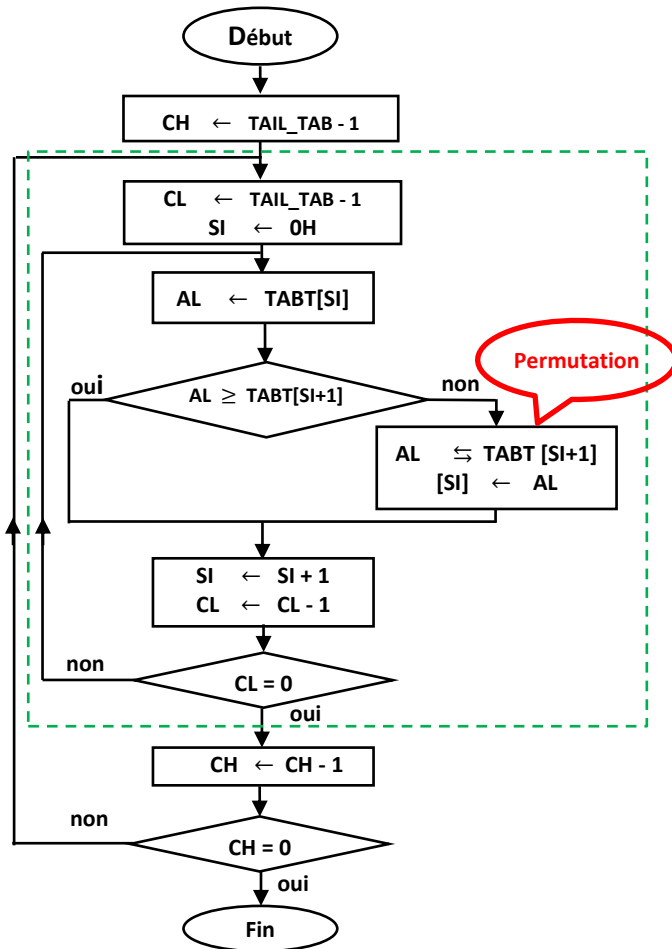 Début
CH ← TAIL_TAB - 1
CL ← TAIL_TAB - 1
SI ← 0H
AL ← TABT[SI]
Permutation
oui
AL ≥ TABT[SI+1]
non
AL ⇆ TABT [SI+1]
[SI] ← AL
SI ← SI + 1
CL ← CL - 1
non
CL = 0
oui
CH ← CH - 1
non
CH = 0
oui
Fin